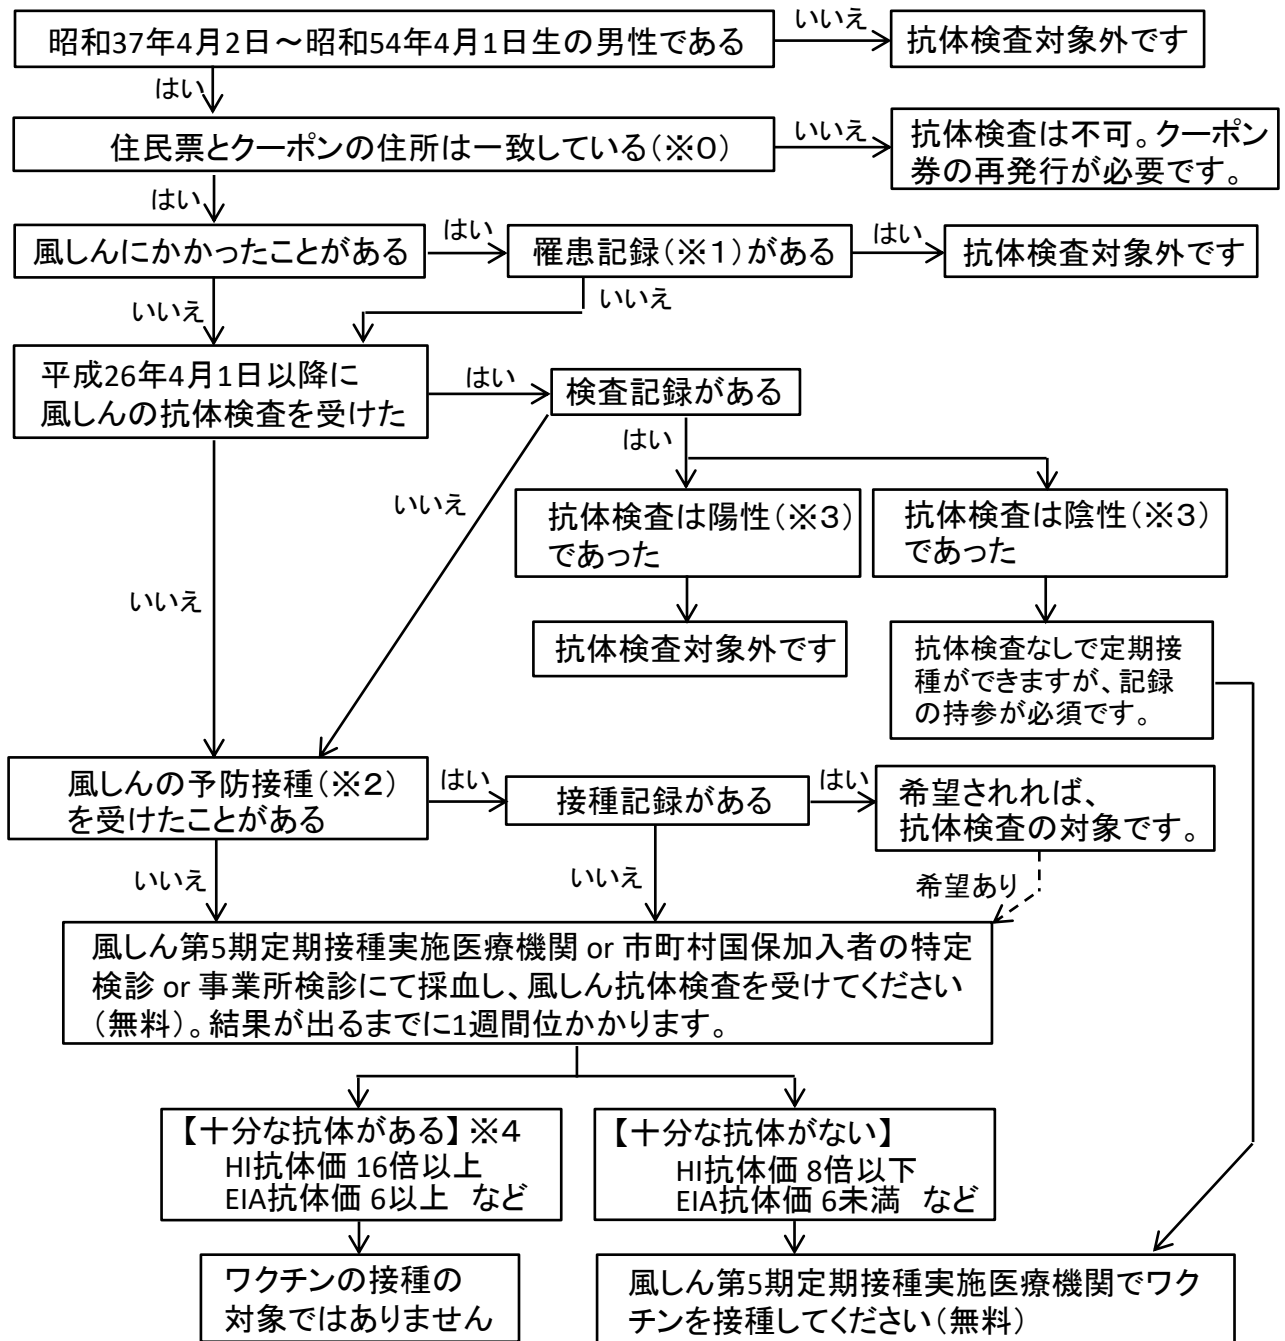 昭和37年4月2日～昭和54年4月1日生の男性である
いいえ
抗体検査対象外です
はい
住民票とクーポンの住所は一致している（※０）
いいえ
抗体検査は不可。クーポン
券の再発行が必要です。
はい
風しんにかかったことがある
はい
罹患記録（※１）がある
はい
抗体検査対象外です
いいえ
いいえ
平成26年4月1日以降に
風しんの抗体検査を受けた
はい
検査記録がある
はい
いいえ
抗体検査は陽性（※３）
であった
抗体検査は陰性（※３）
であった
いいえ
抗体検査対象外です
抗体検査なしで定期接
種ができますが、記録
の持参が必須です。
風しんの予防接種（※２）
を受けたことがある
はい
接種記録がある
はい
希望されれば、
抗体検査の対象です。
いいえ
いいえ
希望あり
風しん第5期定期接種実施医療機関 or 市町村国保加入者の特定
検診 or 事業所検診にて採血し、風しん抗体検査を受けてください
（無料）。結果が出るまでに1週間位かかります。
【十分な抗体がある】※４
HI抗体価 16倍以上
EIA抗体価 6以上 など
【十分な抗体がない】
HI抗体価 8倍以下
EIA抗体価 6未満 など
ワクチンの接種の
対象ではありません
風しん第5期定期接種実施医療機関でワク
チンを接種してください（無料）